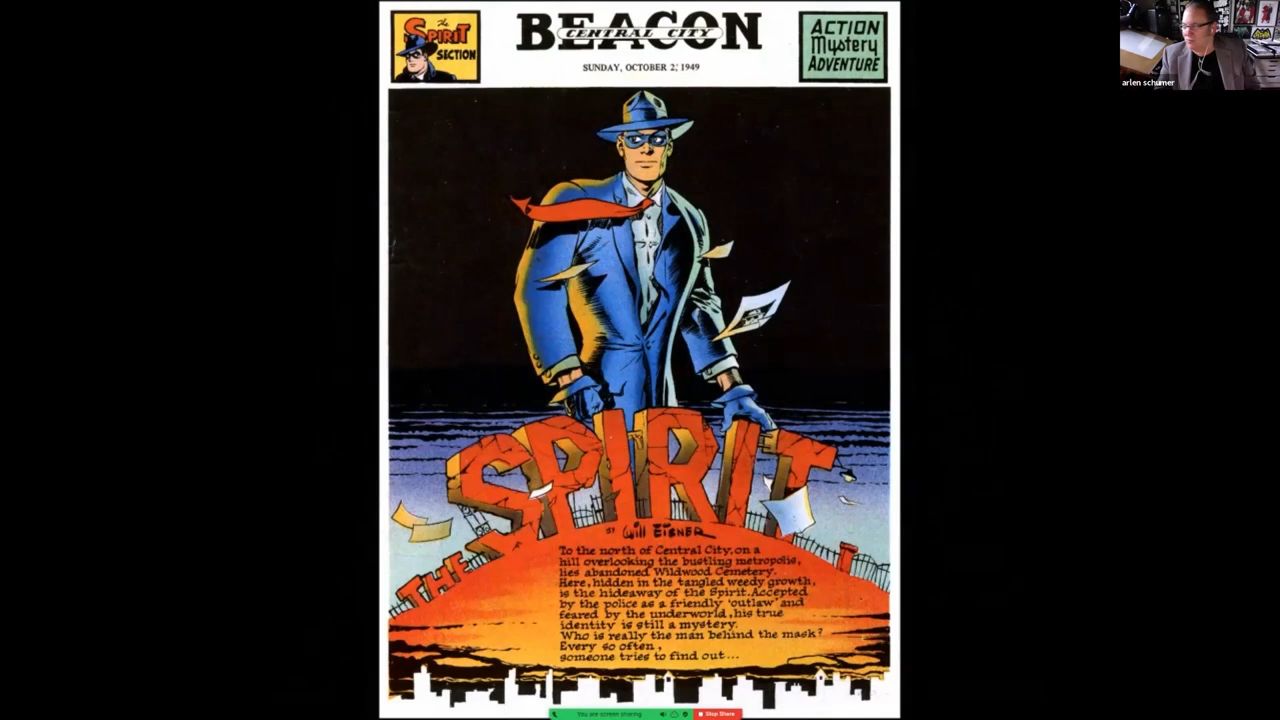 The
SPIRIT
SECTION
BEACON
CENTRAL CITY
SUNDAY, OCTOBER 2, 1949
ACTION
Mystery
ADVENTURE
arlen schumer
THE SPIRIT
BY Will EISNER
To the north of Central City, on a
hill overlooking the bustling metropolis,
lies abandoned Wildwood Cemetery.
Here, hidden in the tangled weedy growth,
is the hideaway of the Spirit. Accepted
by the police as a friendly 'outlaw' and
feared by the underworld, his true
identity is still a mystery.
Who is really the man behind the mask?
Every so often,
someone tries to find out...
You are screen sharing
Stop Share